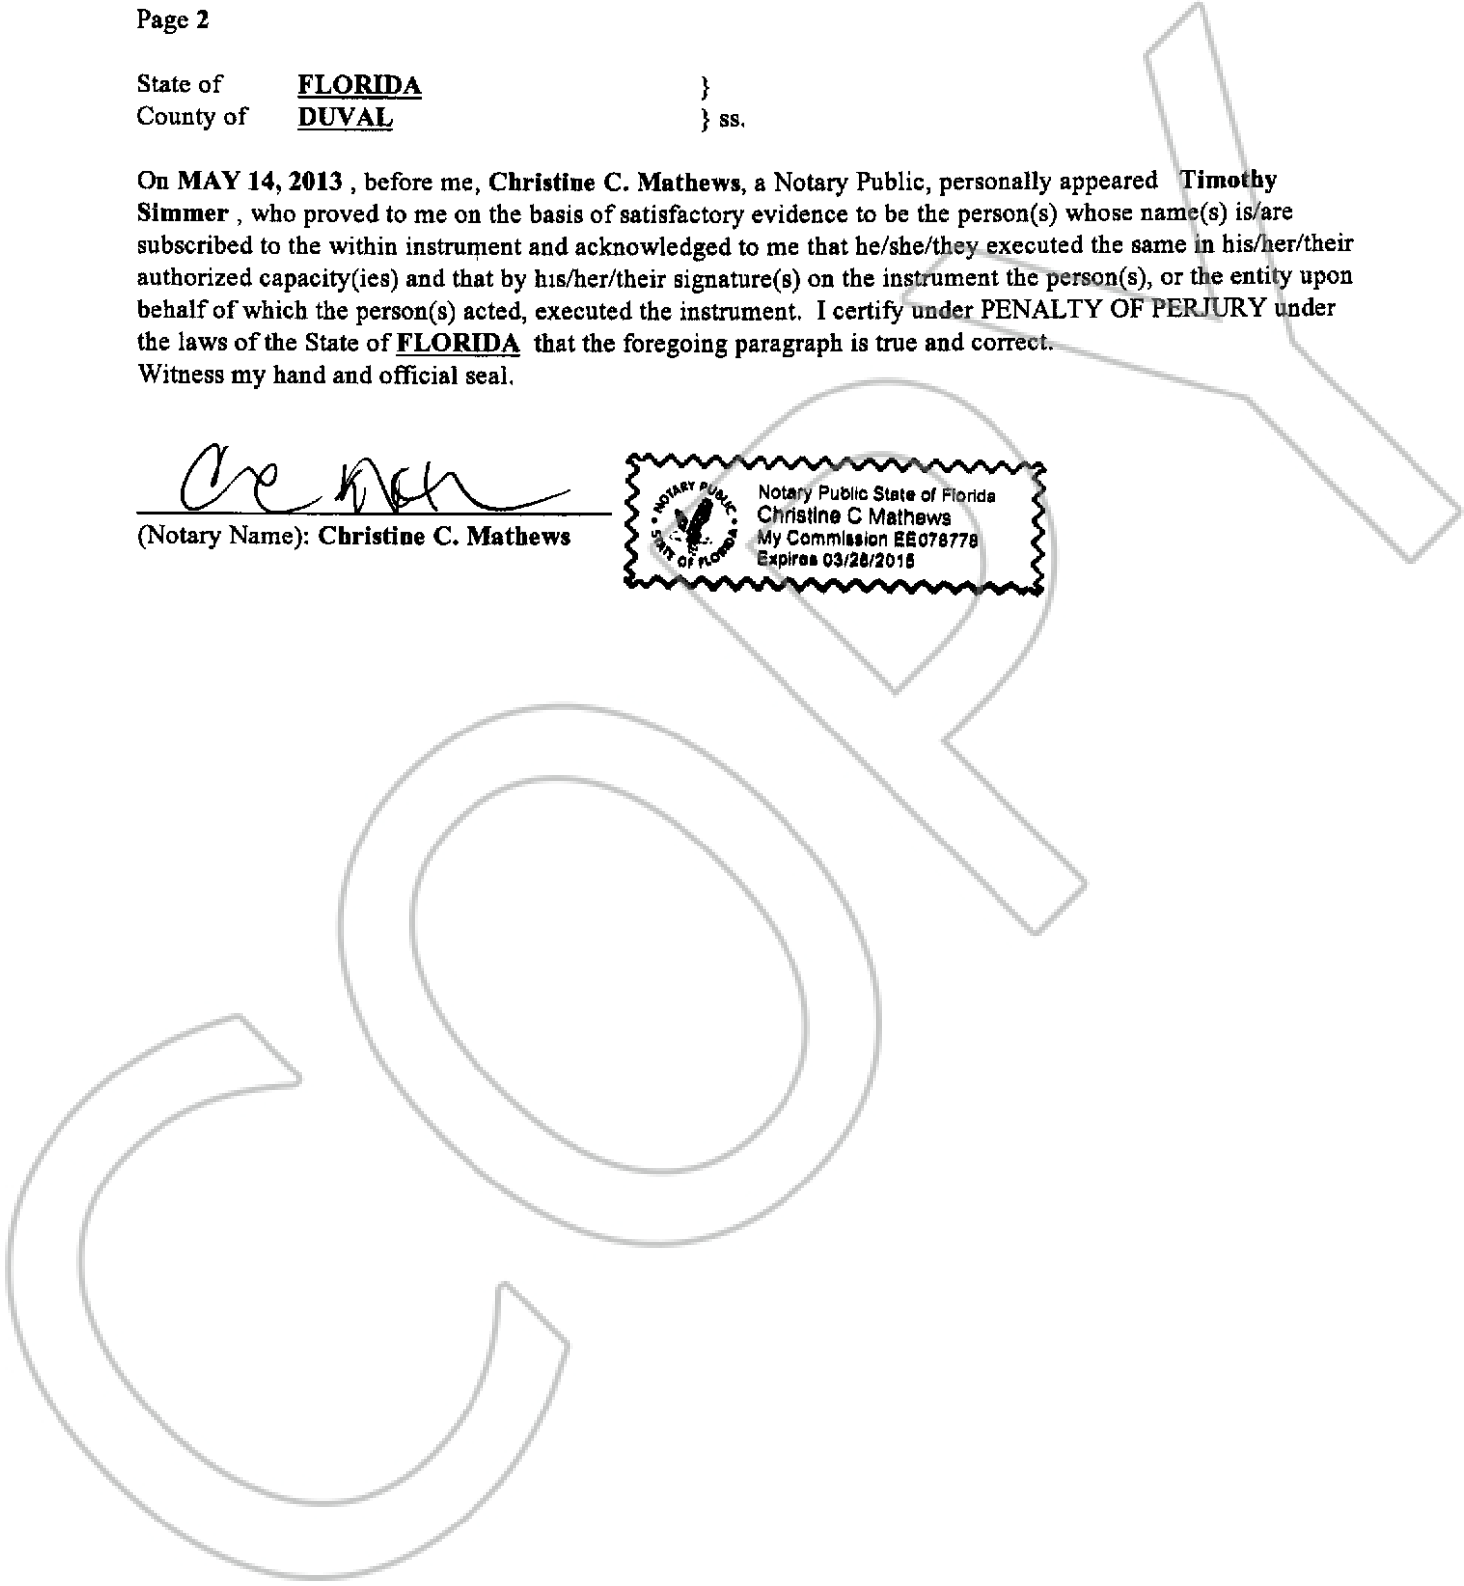 Page 2
State of FLORIDA }
County of DUVAL } ss.
On MAY 14, 2013 , before me, Christine C. Mathews, a Notary Public, personally appeared Timothy
Simmer , who proved to me on the basis of satisfactory evidence to be the person(s) whose name(s) is/are
subscribed to the within instrument and acknowledged to me that he/she/they executed the same in his/her/their
authorized capacity(ies) and that by his/her/their signature(s) on the instrument the person(s), or the entity upon
behalf of which the person(s) acted, executed the instrument. I certify under PENALTY OF PERJURY under
the laws of the State of FLORIDA that the foregoing paragraph is true and correct.
Witness my hand and official seal.
(Notary Name): Christine C. Mathews
NOTARY PUBLIC
STATE OF FLORIDA
Notary Public State of Florida
Christine C Mathews
My Commission EE078778
Expires
COPY